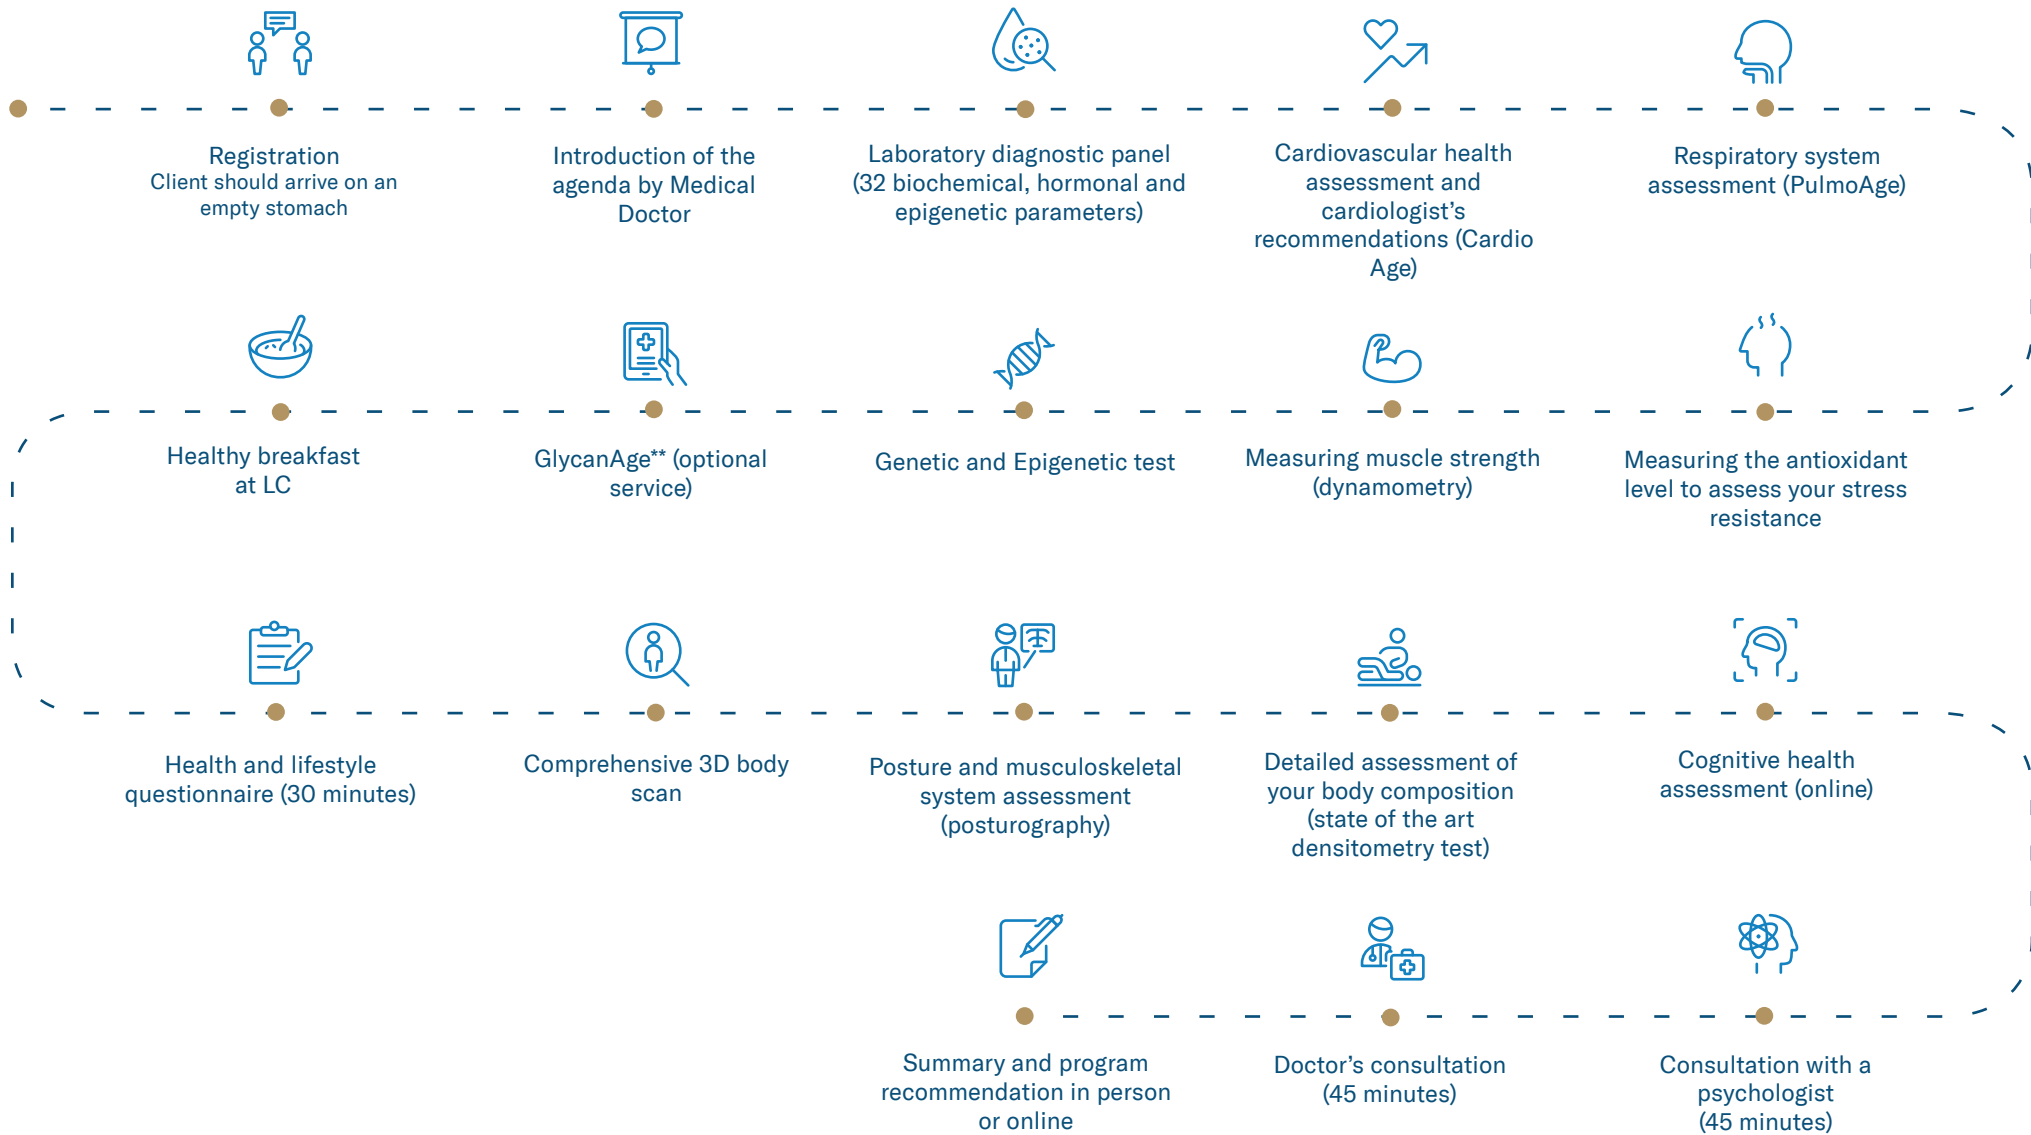 Registration
Client should arrive on an
empty stomach
Introduction of the
agenda by Medical
Doctor
Laboratory diagnostic panel
(32 biochemical, hormonal and
epigenetic parameters)
Cardiovascular health
assessment and
cardiologist's
recommendations (Cardio
Age)
Respiratory system
assessment (PulmoAge)
Healthy breakfast
at LC
GlycanAge** (optional
service)
Genetic and Epigenetic test
Measuring muscle strength
(dynamometry)
Measuring the antioxidant
level to assess your stress
resistance
Health and lifestyle
questionnaire (30 minutes)
Comprehensive 3D body
scan
Posture and musculoskeletal
system assessment
(posturography)
Detailed assessment of
your body composition
(state of the art
densitometry test)
Cognitive health
assessment (online)
Summary and program
recommendation in person
or online
Doctor's consultation
(45 minutes)
Consultation with a
psychologist
(45 minutes)